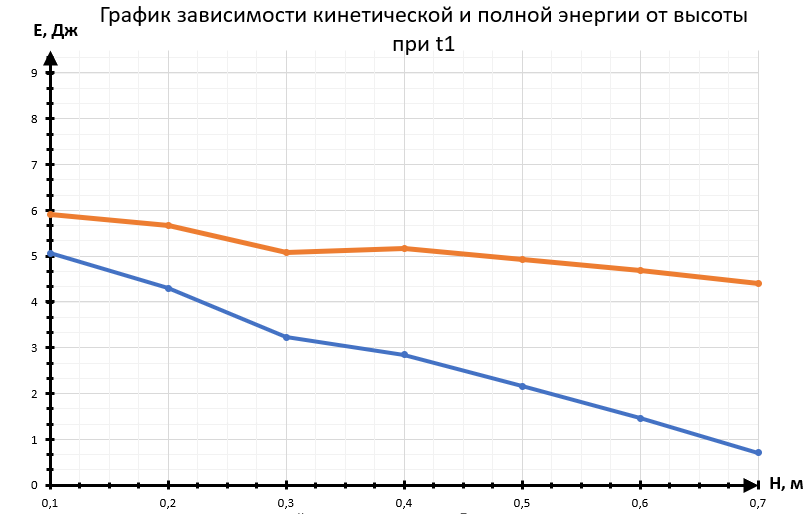 График зависимости кинетической и полной энергии от высоты
при t1
E, Дж
9
8
7
6
5
4
3
2
1
0
0,1 0,2 0,3 0,4 0,5 0,6 0,7
H, м